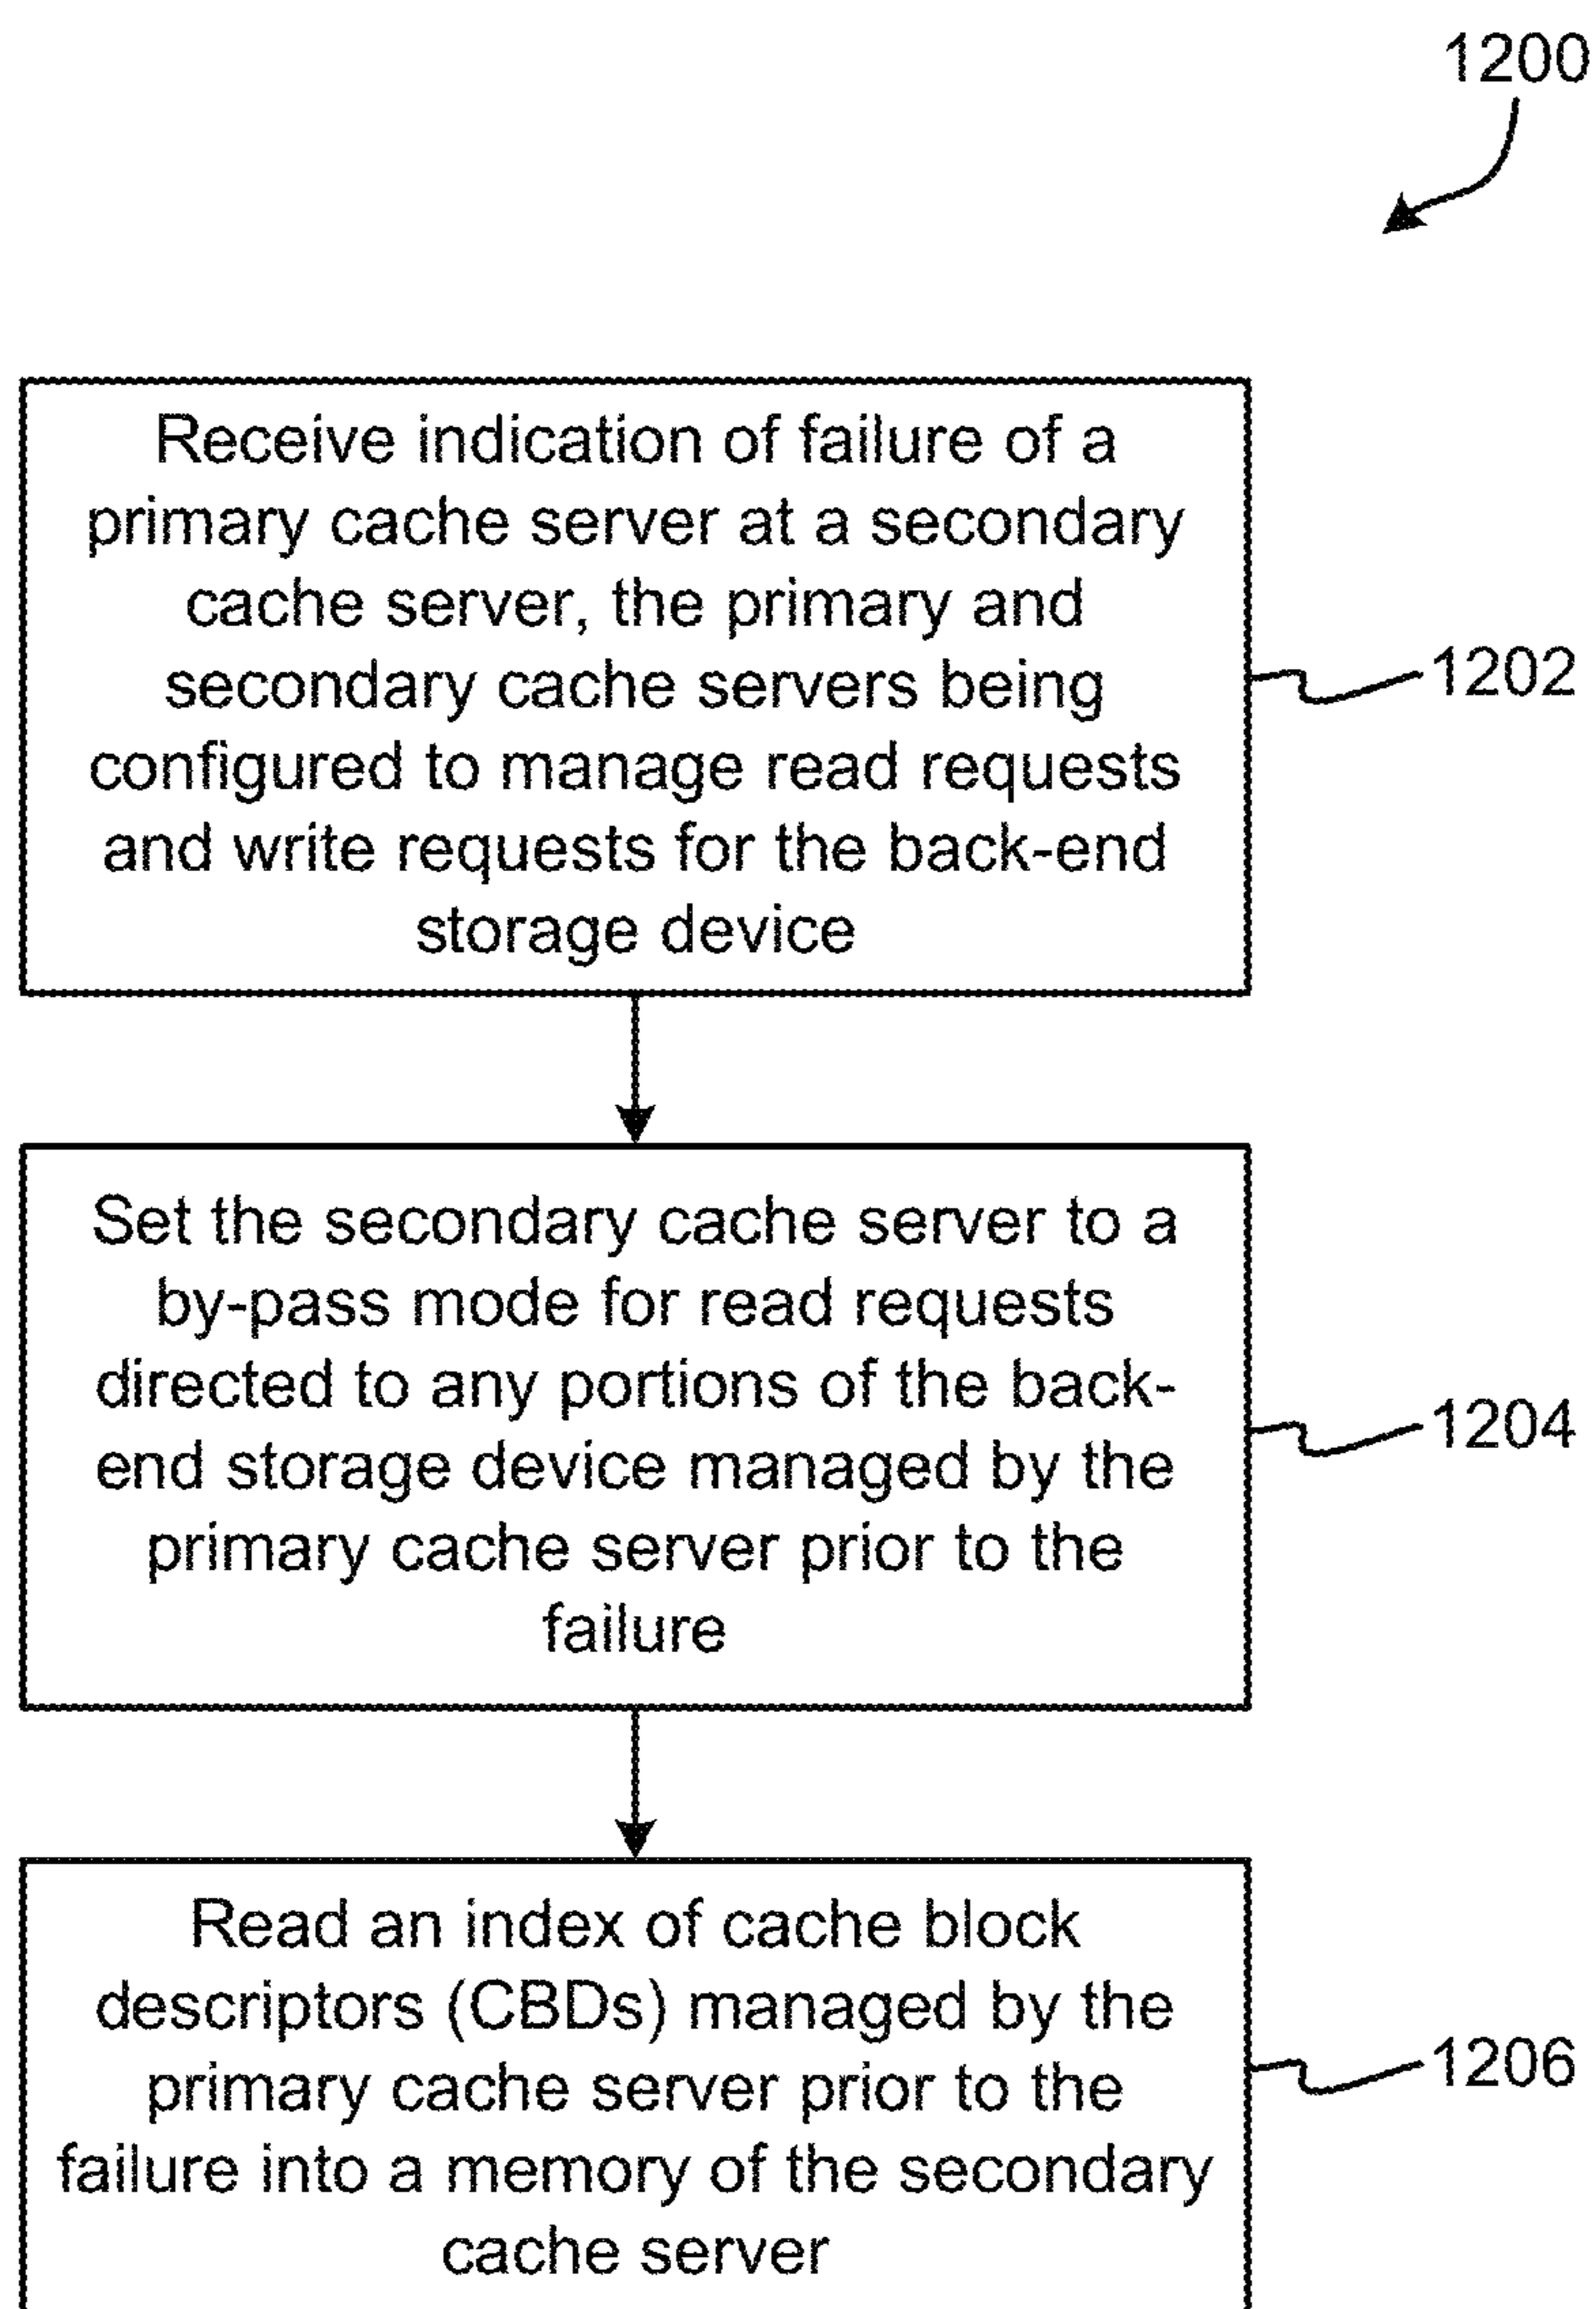 1200
Receive indication of failure of a
primary cache server at a secondary
cache server, the primary and
secondary cache servers being
configured to manage read requests
and write requests for the back-end
storage device
1202
Set the secondary cache server to a
by-pass mode for read requests
directed to any portions of the back-
end storage device managed by the
primary cache server prior to the
failure
1204
Read an index of cache block
descriptors (CBDs) managed by the
primary cache server prior to the
failure into a memory of the secondary
cache server
1206